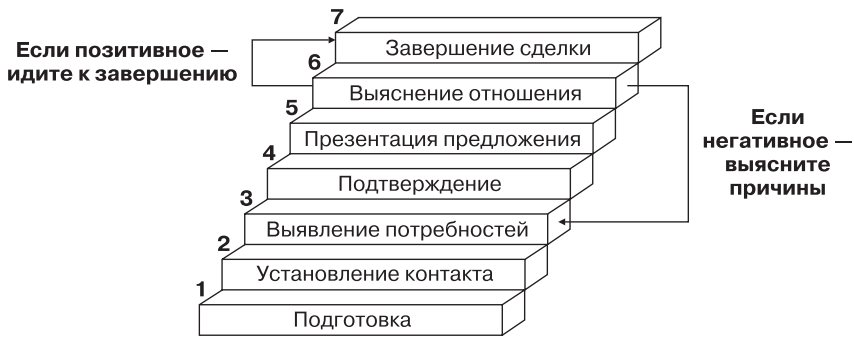 7
Завершение сделки
Если позитивное —
идите к завершению
6
Выяснение отношения
5
Презентация предложения
Если
негативное —
выясните
причины
4
Подтверждение
3
Выявление потребностей
2
Установление контакта
1
Подготовка